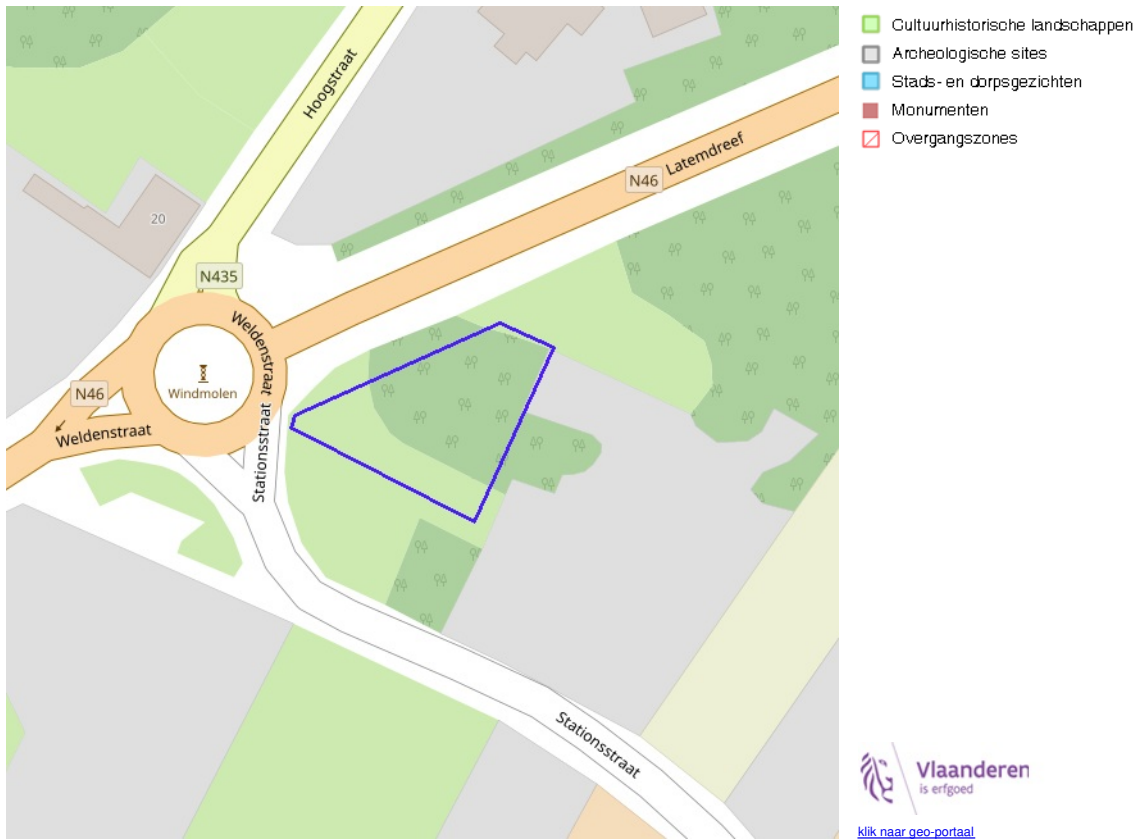 Hoogstraat
Latemdreef
N46
20
N435
Weldenstraat
Windmolen
N46
Weldenstraat
Stationsstraat
Stationsstraat
Cultuurhistorische landschappen
Archeologische sites
Stads- en dorpsgezichten
Monumenten
Overgangszones
Vlaanderen
is erfgoed
klik naar geo-portaal